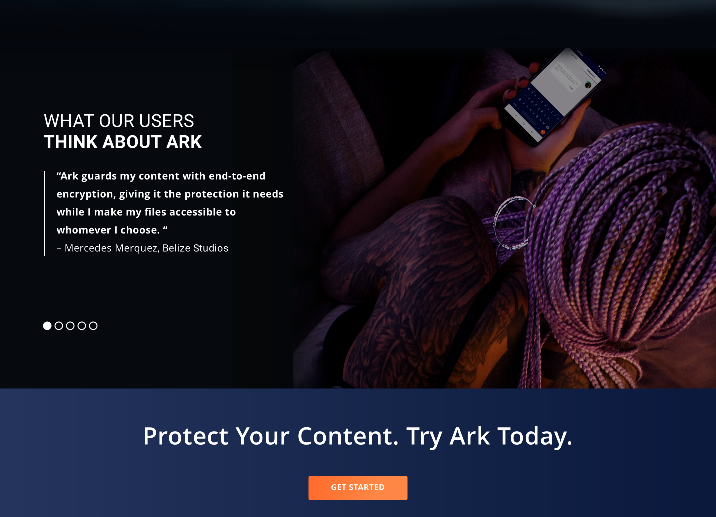 WHAT OUR USERS
THINK ABOUT ARK
“Ark guards my content with end-to-end
encryption, giving it the protection it needs
while I make my files accessible to
whomever I choose. “
– Mercedes Merquez, Belize Studios
Protect Your Content. Try Ark Today.
GET STARTED